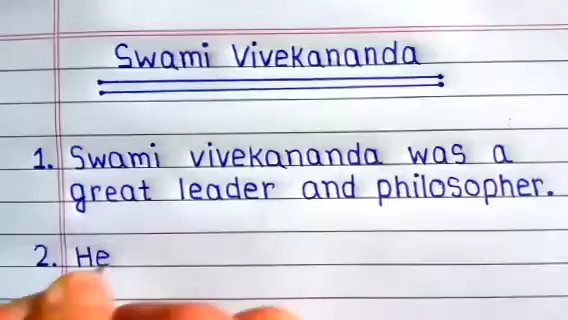 Swami Vivekananda
1. Swami vivekananda was a
great leader and philosopher.
2. He